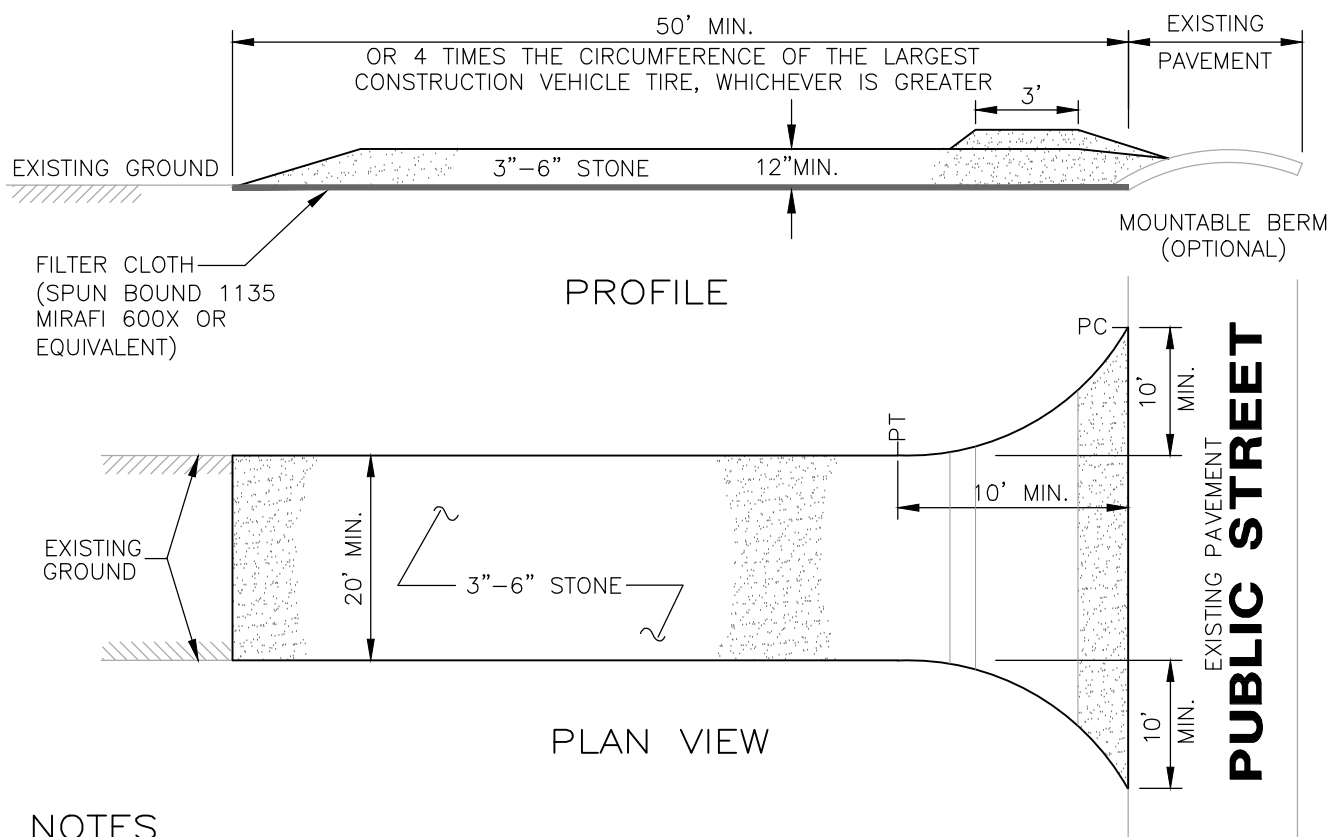 50' MIN.
OR 4 TIMES THE CIRCUMFERENCE OF THE LARGEST
CONSTRUCTION VEHICLE TIRE, WHICHEVER IS GREATER
EXISTING
PAVEMENT
3'
EXISTING GROUND
3"-6" STONE
12"MIN.
MOUNTABLE BERM
(OPTIONAL)
FILTER CLOTH
(SPUN BOUND 1135
MIRAFI 600X OR
EQUIVALENT)
PROFILE
PC
10'
MIN.
PT
10' MIN.
EXISTING
GROUND
20' MIN.
3"-6" STONE
EXISTING PAVEMENT
PUBLIC STREET
10'
MIN.
PLAN VIEW
NOTES